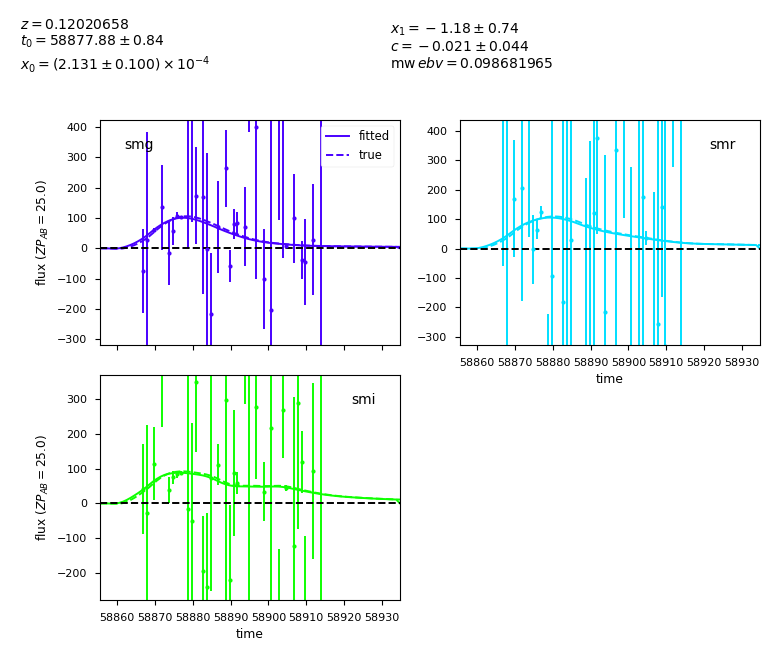 z = 0.12020658
t0 = 58877.88 ± 0.84
x0 = (2.131 ± 0.100) × 10^−4
x1 = −1.18 ± 0.74
c = −0.021 ± 0.044
mw ebv = 0.098681965
smg
fitted
true
400
300
200
100
0
−100
−200
−300
flux (ZP_AB = 25.0)
smr
400
300
200
100
0
−100
−200
−300
58860 58870 58880 58890 58900 58910 58920 58930
time
smi
300
200
100
0
−100
−200
flux (ZP_AB = 25.0)
58860 58870 58880 58890 58900 58910 58920 58930
time